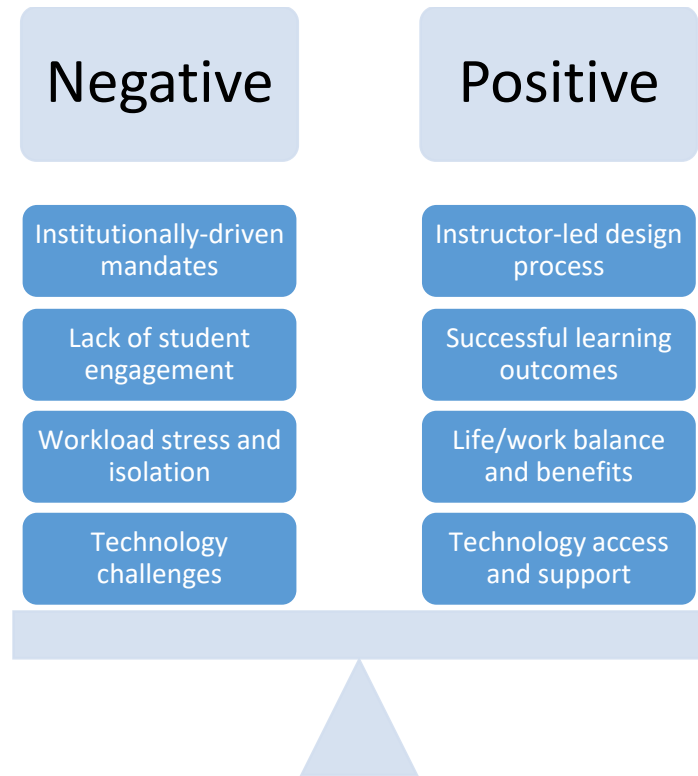 Negative
Positive
Institutionally-driven
mandates
Instructor-led design
process
Lack of student
engagement
Successful learning
outcomes
Workload stress and
isolation
Life/work balance
and benefits
Technology
challenges
Technology access
and support